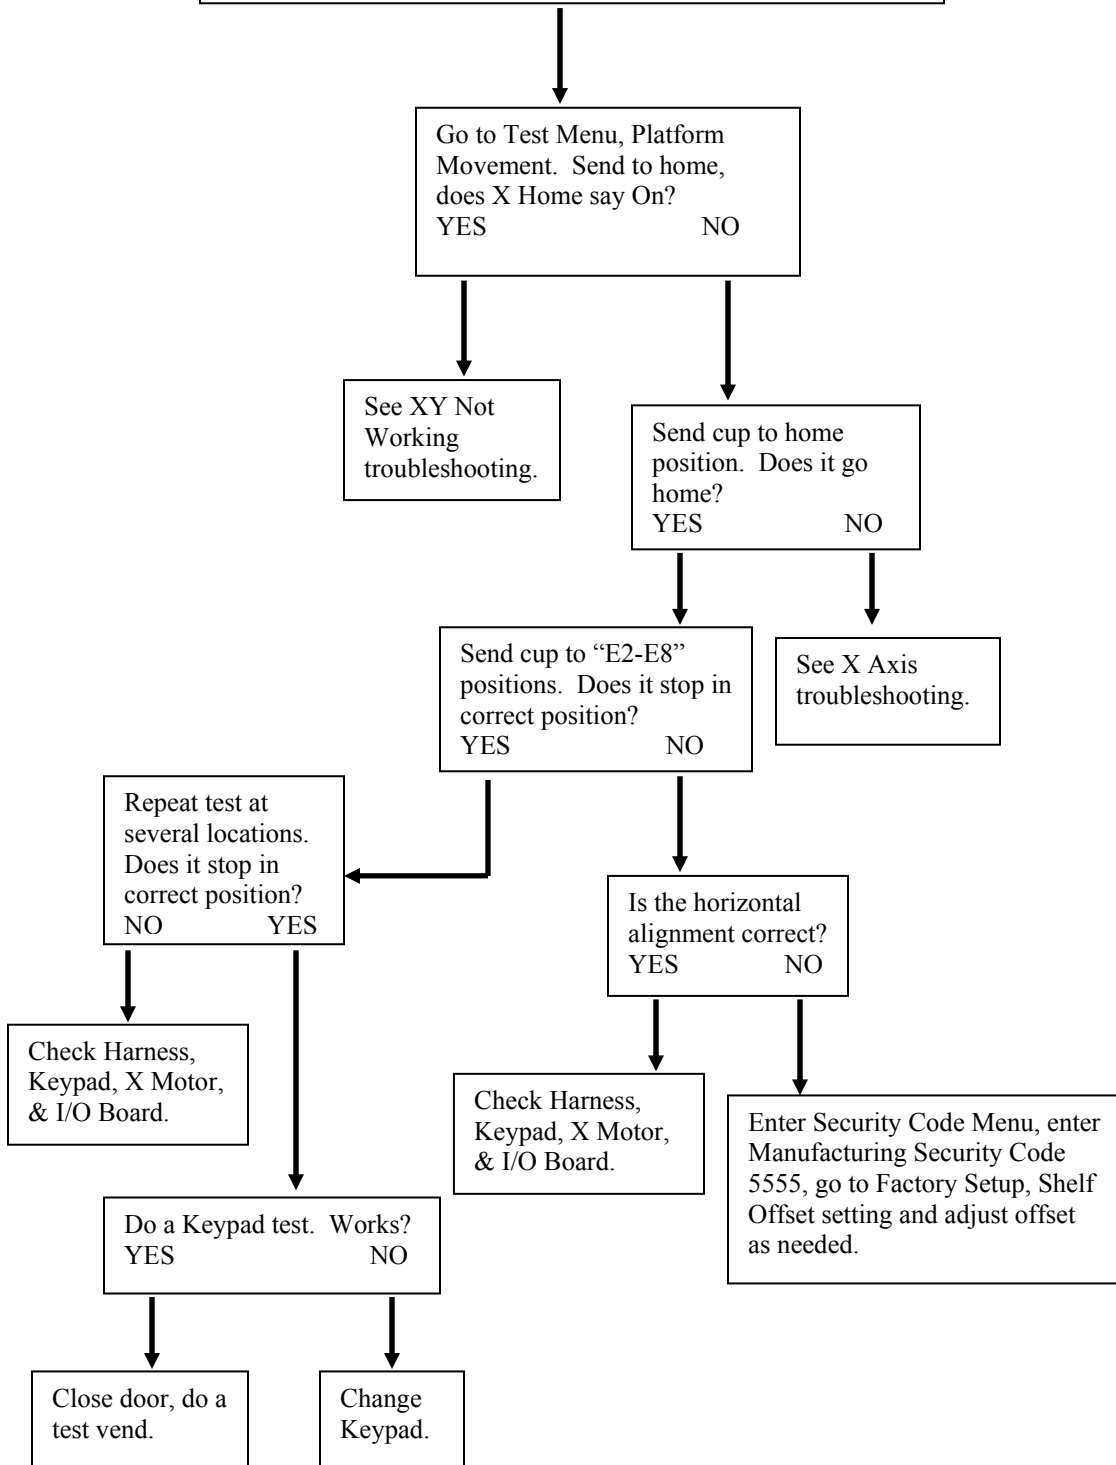 Go to Test Menu, Platform
Movement.  Send to home,
does X Home say On?
YES NO
See XY Not
Working
troubleshooting.
Send cup to home
position.  Does it go
home?
YES NO
Send cup to “E2-E8”
positions.  Does it stop in
correct position?
YES NO
See X Axis
troubleshooting.
Repeat test at
several locations.
Does it stop in
correct position?
NO YES
Is the horizontal
alignment correct?
YES NO
Check Harness,
Keypad, X Motor,
& I/O Board.
Check Harness,
Keypad, X Motor,
& I/O Board.
Enter Security Code Menu, enter
Manufacturing Security Code
5555, go to Factory Setup, Shelf
Offset setting and adjust offset
as needed.
Do a Keypad test.  Works?
YES NO
Close door, do a
test vend.
Change
Keypad.